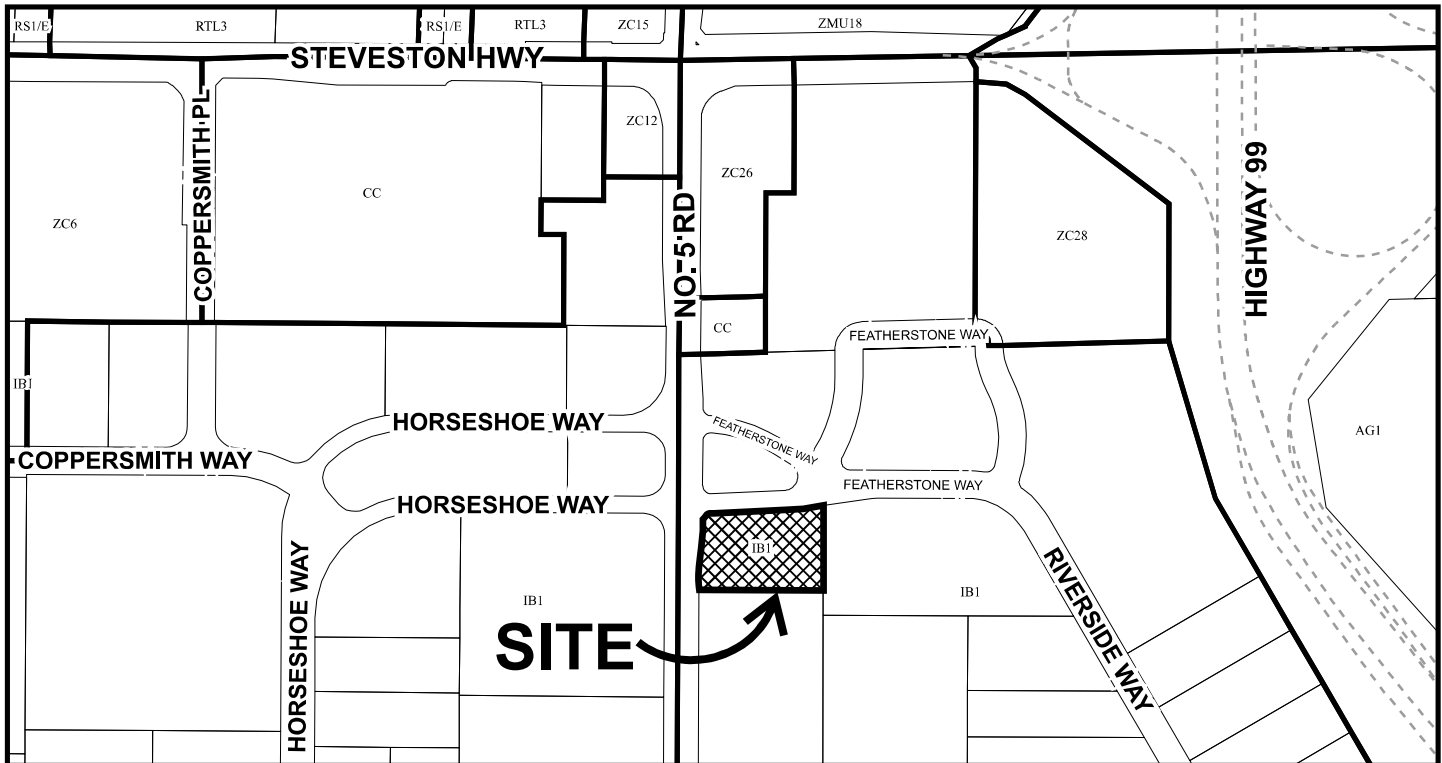 RS1/E
RTL3
RS1/E
RTL3
ZC15
ZMU18
STEVESTON HWY
COPPERSMITH PL
ZC6
CC
ZC12
ZC26
NO. 5 RD
CC
ZC28
HIGHWAY 99
FEATHERSTONE WAY
IB1
HORSESHOE WAY
FEATHERSTONE WAY
AG1
COPPERSMITH WAY
FEATHERSTONE WAY
HORSESHOE WAY
IB1
HORSESHOE WAY
IB1
IB1
RIVERSIDE WAY
SITE